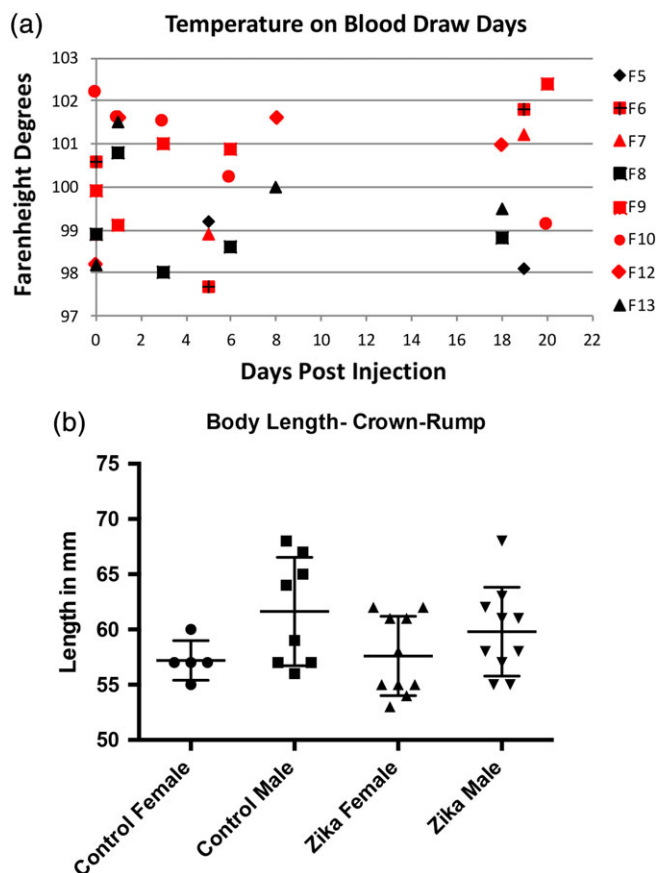 (a)
Temperature on Blood Draw Days
Farenheight Degrees
103
102
101
100
99
98
97
0 2 4 6 8 10 12 14 16 18 20 22
Days Post Injection
F5
F6
F7
F8
F9
F10
F12
F13
(b)
Body Length- Crown-Rump
Length in mm
75
70
65
60
55
50
Control Female
Control Male
Zika Female
Zika Male